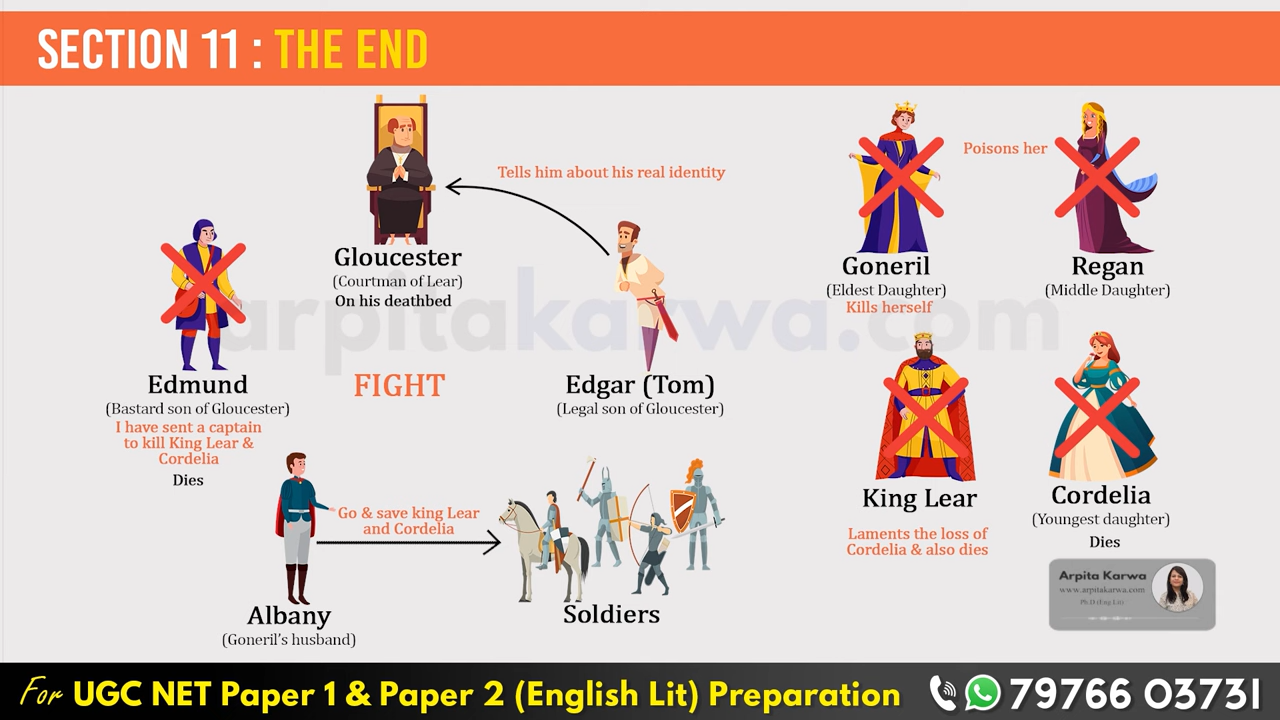 SECTION 11 : THE END
Tells him about his real identity
Gloucester
(Courtman of Lear)
On his deathbed
Edmund
(Bastard son of Gloucester)
I have sent a captain
to kill King Lear &
Cordelia
Dies
FIGHT
Edgar (Tom)
(Legal son of Gloucester)
Poisons her
Goneril
(Eldest Daughter)
Kills herself
Regan
(Middle Daughter)
King Lear
Laments the loss of
Cordelia & also dies
Cordelia
(Youngest daughter)
Dies
Go & save king Lear
and Cordelia
Albany
(Goneril's husband)
Soldiers
arpitakarwa.com
Arpita Karwa
www.arpitakarwa.com
Ph.D (Eng Lit)
For UGC NET Paper 1 & Paper 2 (English Lit) Preparation
79766 03731